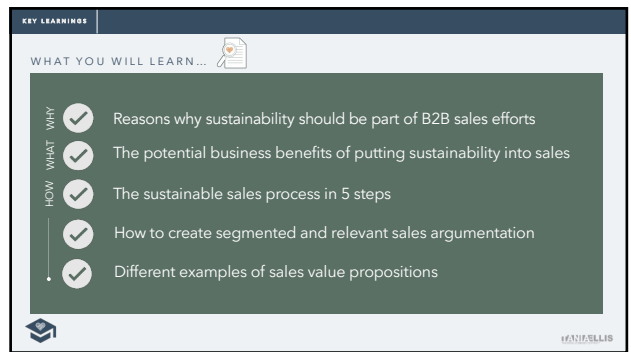 KEY LEARNINGS
WHAT YOU WILL LEARN...
WHY
Reasons why sustainability should be part of B2B sales efforts
WHAT
The potential business benefits of putting sustainability into sales
HOW
The sustainable sales process in 5 steps
How to create segmented and relevant sales argumentation
Different examples of sales value propositions
TANIAELLIS